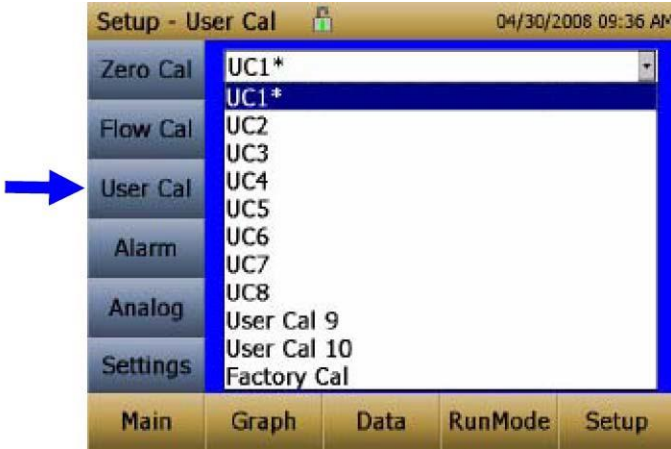 Setup - User Cal 04/30/2008 09:36 AM
Zero Cal
Flow Cal
User Cal
Alarm
Analog
Settings
UC1*
UC1*
UC2
UC3
UC4
UC5
UC6
UC7
UC8
User Cal 9
User Cal 10
Factory Cal
Main Graph Data RunMode Setup